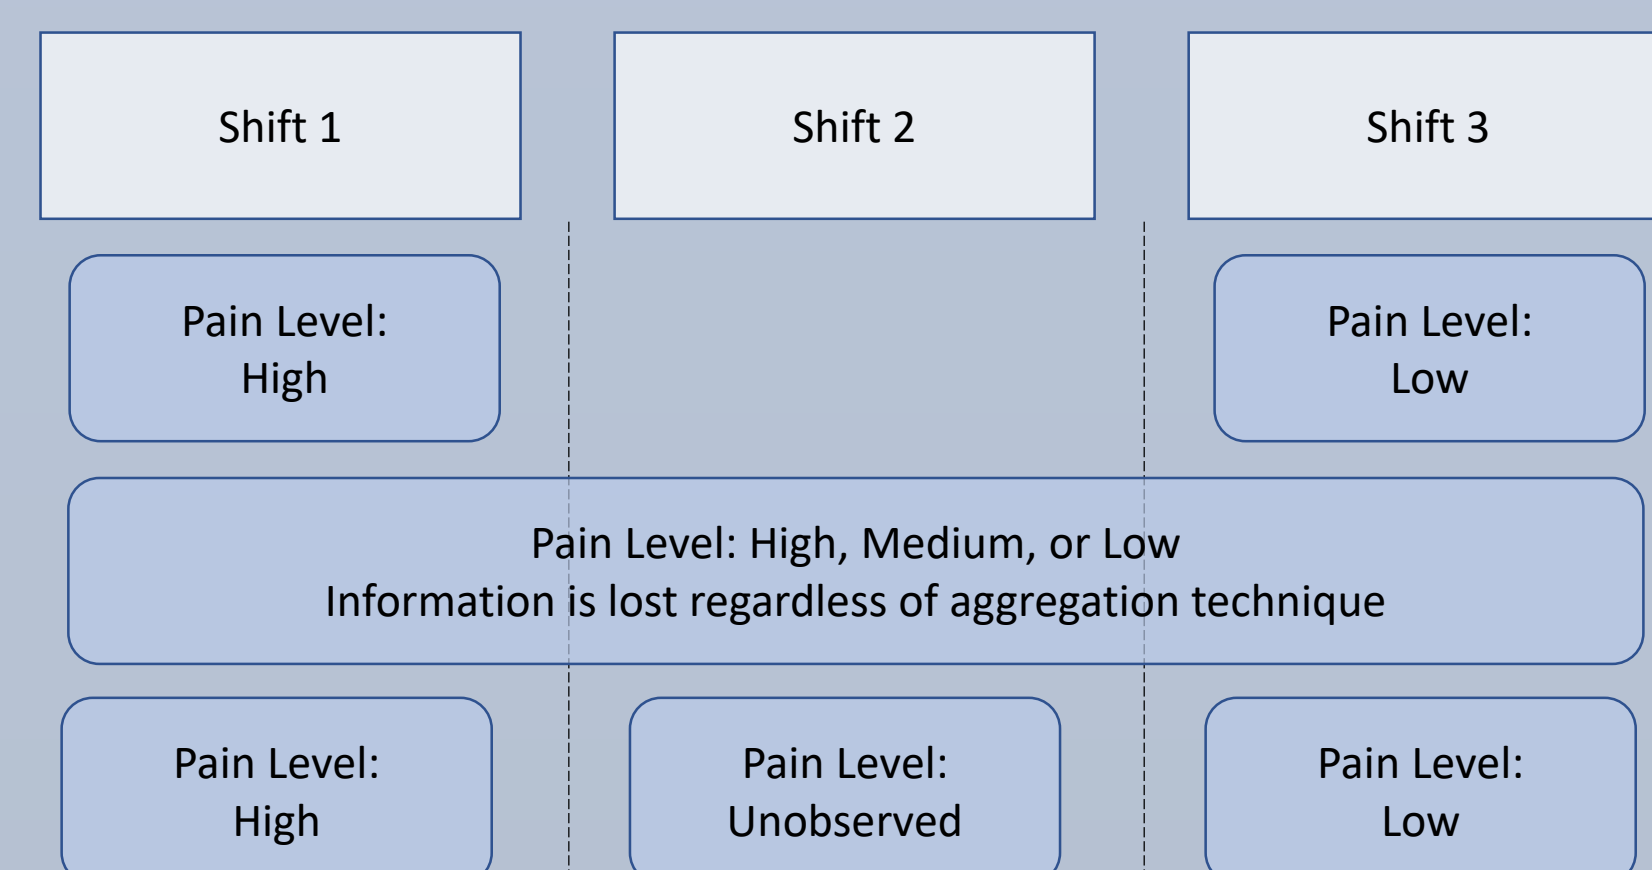 Shift 1
Shift 2
Shift 3
Pain Level:
High
Pain Level:
Low
Pain Level: High, Medium, or Low
Information is lost regardless of aggregation technique
Pain Level:
High
Pain Level:
Unobserved
Pain Level:
Low